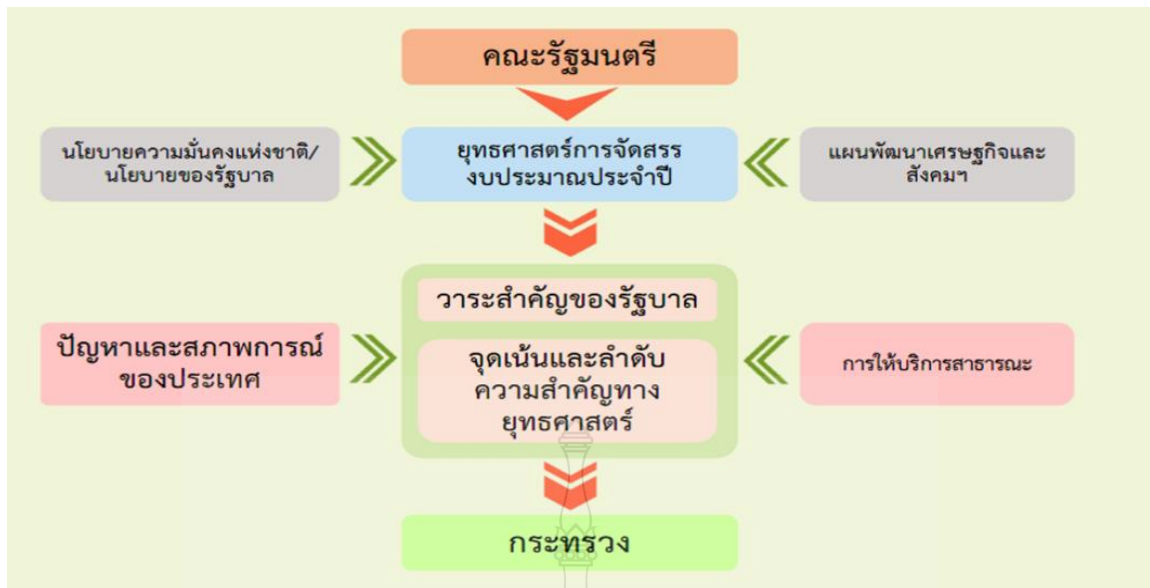 คณะรัฐมนตรี
นโยบายความมั่นคงแห่งชาติ/
นโยบายของรัฐบาล
ยุทธศาสตร์การจัดสรร
งบประมาณประจำปี
แผนพัฒนาเศรษฐกิจและ
สังคมฯ
วาระสำคัญของรัฐบาล
ปัญหาและสภาพการณ์
ของประเทศ
จุดเน้นและลำดับ
ความสำคัญทาง
ยุทธศาสตร์
การให้บริการสาธารณะ
กระทรวง